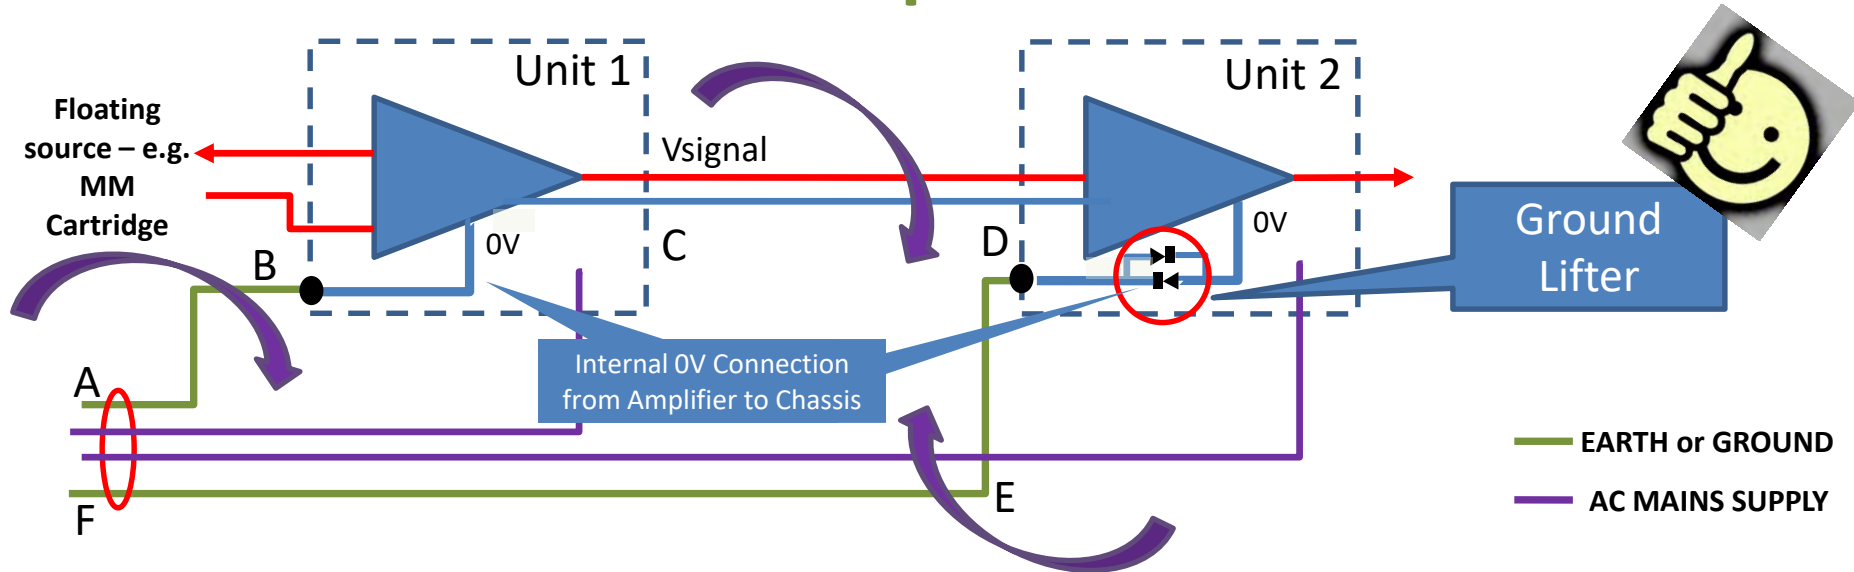 Unit 1
Unit 2
Floating
source – e.g.
MM
Cartridge
Vsignal
0V
0V
B
C
D
Ground
Lifter
Internal 0V Connection
from Amplifier to Chassis
A
F
E
EARTH or GROUND
AC MAINS SUPPLY